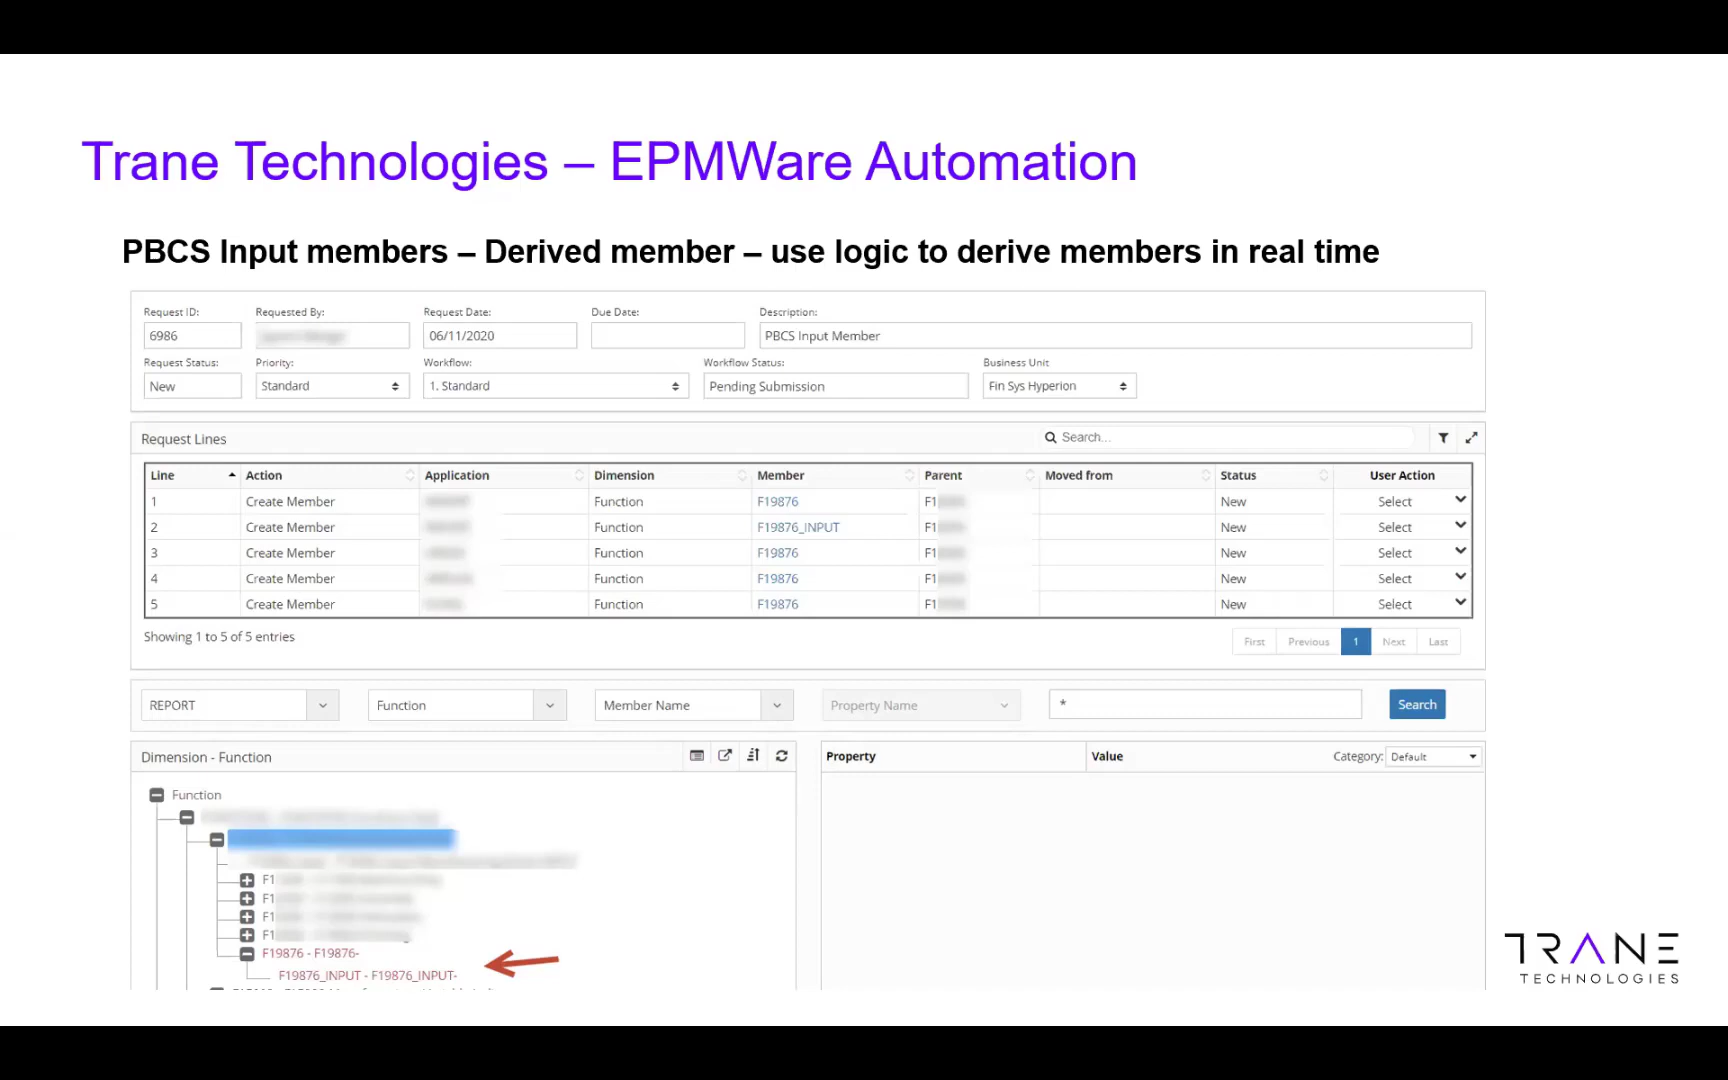 Trane Technologies – EPMWare Automation
PBCS Input members – Derived member – use logic to derive members in real time
Request ID: Requested By: Request Date: Due Date: Description:
6986 06/11/2020 PBCS Input Member
Request Status: Priority: Workflow: Workflow Status: Business Unit
New Standard 1. Standard Pending Submission Fin Sys Hyperion
Request Lines Search...
Line Action Application Dimension Member Parent Moved from Status User Action
1 Create Member Function F19876 F1 New Select
2 Create Member Function F19876_INPUT F1 New Select
3 Create Member Function F19876 F1 New Select
4 Create Member Function F19876 F1 New Select
5 Create Member Function F19876 F1 New Select
Showing 1 to 5 of 5 entries First Previous 1 Next Last
REPORT Function Member Name Property Name * Search
Dimension - Function Property Value Category: Default
Function
F1
F1
F1
F1
F19876 - F19876-
F19876_INPUT - F19876_INPUT-
TRANE
TECHNOLOGIES